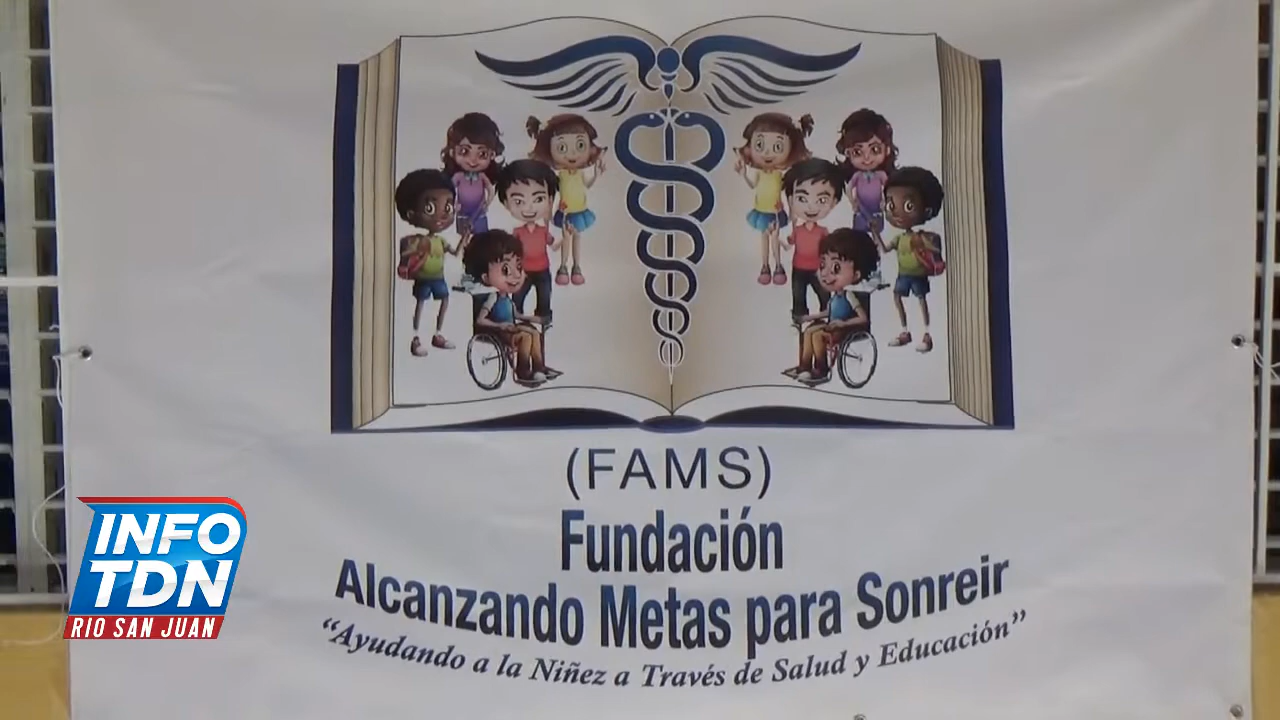 (FAMS)
Fundación
Alcanzando Metas para Sonreir
“Ayudando a la Niñez a Través de Salud y Educación”
INFO
TDN
RIO SAN JUAN